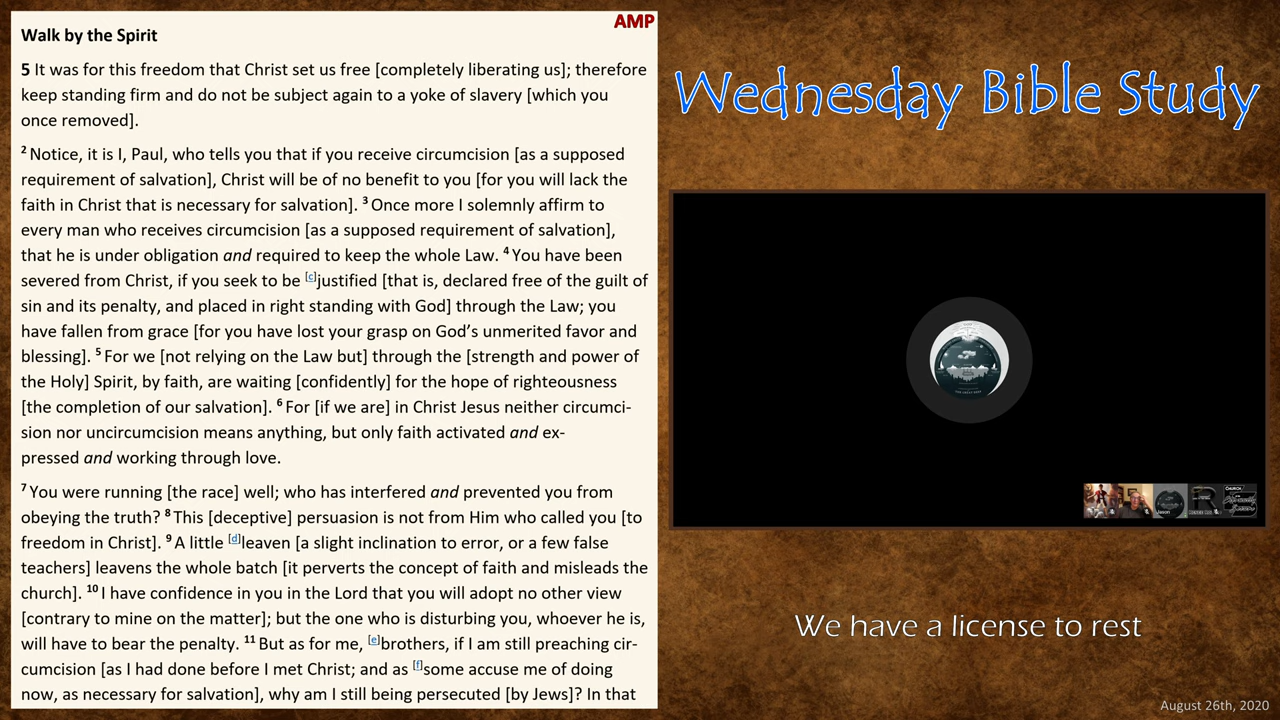 AMP
Walk by the Spirit
5 It was for this freedom that Christ set us free [completely liberating us]; therefore
keep standing firm and do not be subject again to a yoke of slavery [which you
once removed].
2 Notice, it is I, Paul, who tells you that if you receive circumcision [as a supposed
requirement of salvation], Christ will be of no benefit to you [for you will lack the
faith in Christ that is necessary for salvation]. 3 Once more I solemnly affirm to
every man who receives circumcision [as a supposed requirement of salvation],
that he is under obligation and required to keep the whole Law. 4 You have been
severed from Christ, if you seek to be [c]justified [that is, declared free of the guilt of
sin and its penalty, and placed in right standing with God] through the Law; you
have fallen from grace [for you have lost your grasp on God’s unmerited favor and
blessing]. 5 For we [not relying on the Law but] through the [strength and power of
the Holy] Spirit, by faith, are waiting [confidently] for the hope of righteousness
[the completion of our salvation]. 6 For [if we are] in Christ Jesus neither circumci-
sion nor uncircumcision means anything, but only faith activated and ex-
pressed and working through love.
7 You were running [the race] well; who has interfered and prevented you from
obeying the truth? 8 This [deceptive] persuasion is not from Him who called you [to
freedom in Christ]. 9 A little [d]leaven [a slight inclination to error, or a few false
teachers] leavens the whole batch [it perverts the concept of faith and misleads the
church]. 10 I have confidence in you in the Lord that you will adopt no other view
[contrary to mine on the matter]; but the one who is disturbing you, whoever he is,
will have to bear the penalty. 11 But as for me, [e]brothers, if I am still preaching cir-
cumcision [as I had done before I met Christ; and as [f]some accuse me of doing
now, as necessary for salvation], why am I still being persecuted [by Jews]? In that
Wednesday Bible Study
Jason
CHURCH
We have a license to rest
August 26th, 2020